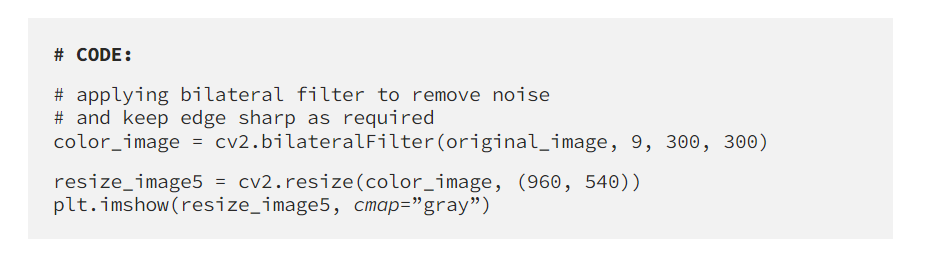 # CODE:
# applying bilateral filter to remove noise
# and keep edge sharp as required
color_image = cv2.bilateralFilter(original_image, 9, 300, 300)
resize_image5 = cv2.resize(color_image, (960, 540))
plt.imshow(resize_image5, cmap=”gray”)